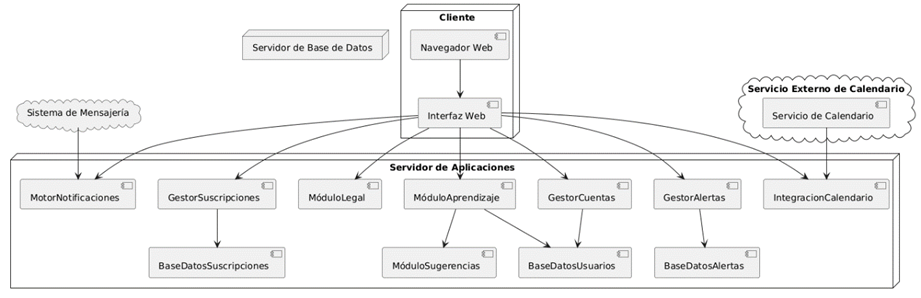 Cliente
Servidor de Base de Datos
Navegador Web
Servicio Externo de Calendario
Sistema de Mensajería
Interfaz Web
Servicio de Calendario
Servidor de Aplicaciones
MotorNotificaciones
GestorSuscripciones
MóduloLegal
MóduloAprendizaje
GestorCuentas
GestorAlertas
IntegracionCalendario
BaseDatosSuscripciones
MóduloSugerencias
BaseDatosUsuarios
BaseDatosAlertas